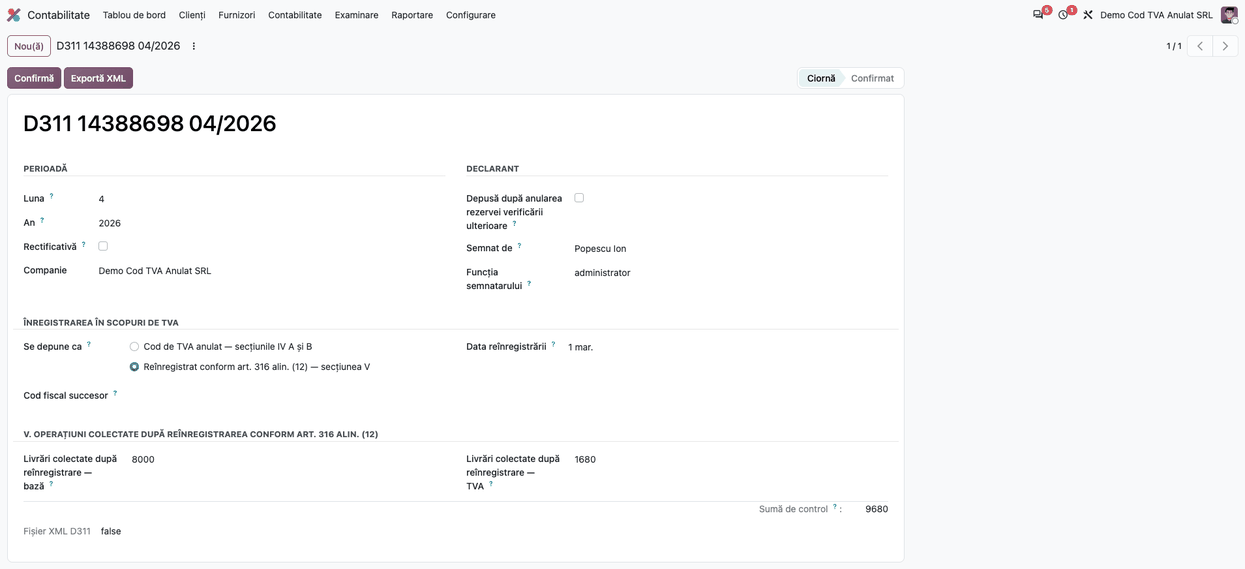 Contabilitate Tablou de bord Clienți Furnizori Contabilitate Examinare Raportare Configurare 5 1 Demo Cod TVA Anulat SRL
Nou(ă) D311 14388698 04/2026 1 / 1
Confirmă Exportă XML Ciornă Confirmat
D311 14388698 04/2026
PERIOADĂ
Luna ? 4
An ? 2026
Rectificativă ?
Companie Demo Cod TVA Anulat SRL
DECLARANT
Depusă după anularea
rezervei verificării
ulterioare ?
Semnat de ? Popescu Ion
Funcția administrator
semnatarului ?
ÎNREGISTRAREA ÎN SCOPURI DE TVA
Se depune ca ? Cod de TVA anulat — secțiunile IV A și B
Reînregistrat conform art. 316 alin. (12) — secțiunea V
Data reînregistrării ? 1 mar.
Cod fiscal succesor ?
V. OPERAȚIUNI COLECTATE DUPĂ REÎNREGISTRAREA CONFORM ART. 316 ALIN. (12)
Livrări colectate după 8000
reînregistrare —
bază ?
Livrări colectate după 1680
reînregistrare —
TVA ?
Sumă de control ? : 9680
Fișier XML D311 false